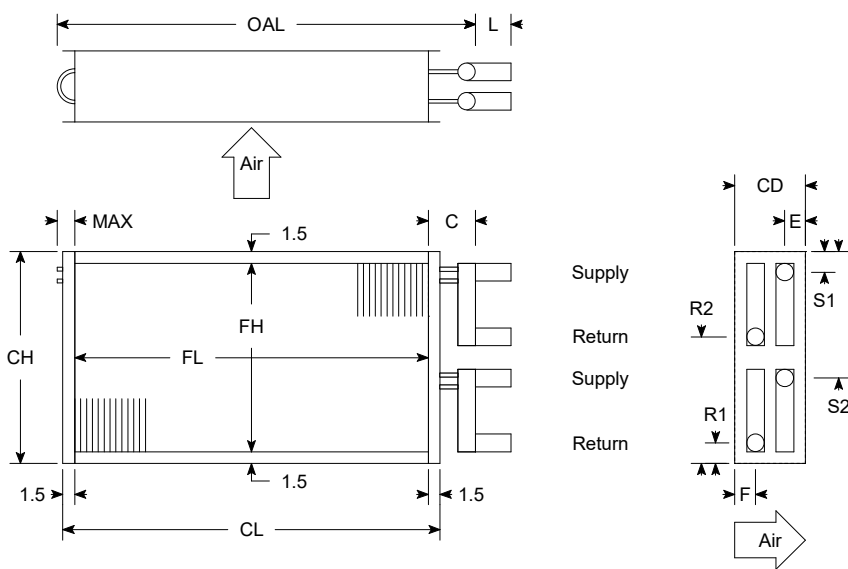 OAL
L
Air
MAX
C
1.5
CD
E
Supply
S1
R2
FH
Return
CH
FL
Supply
S2
R1
Return
1.5
1.5
1.5
F
CL
Air